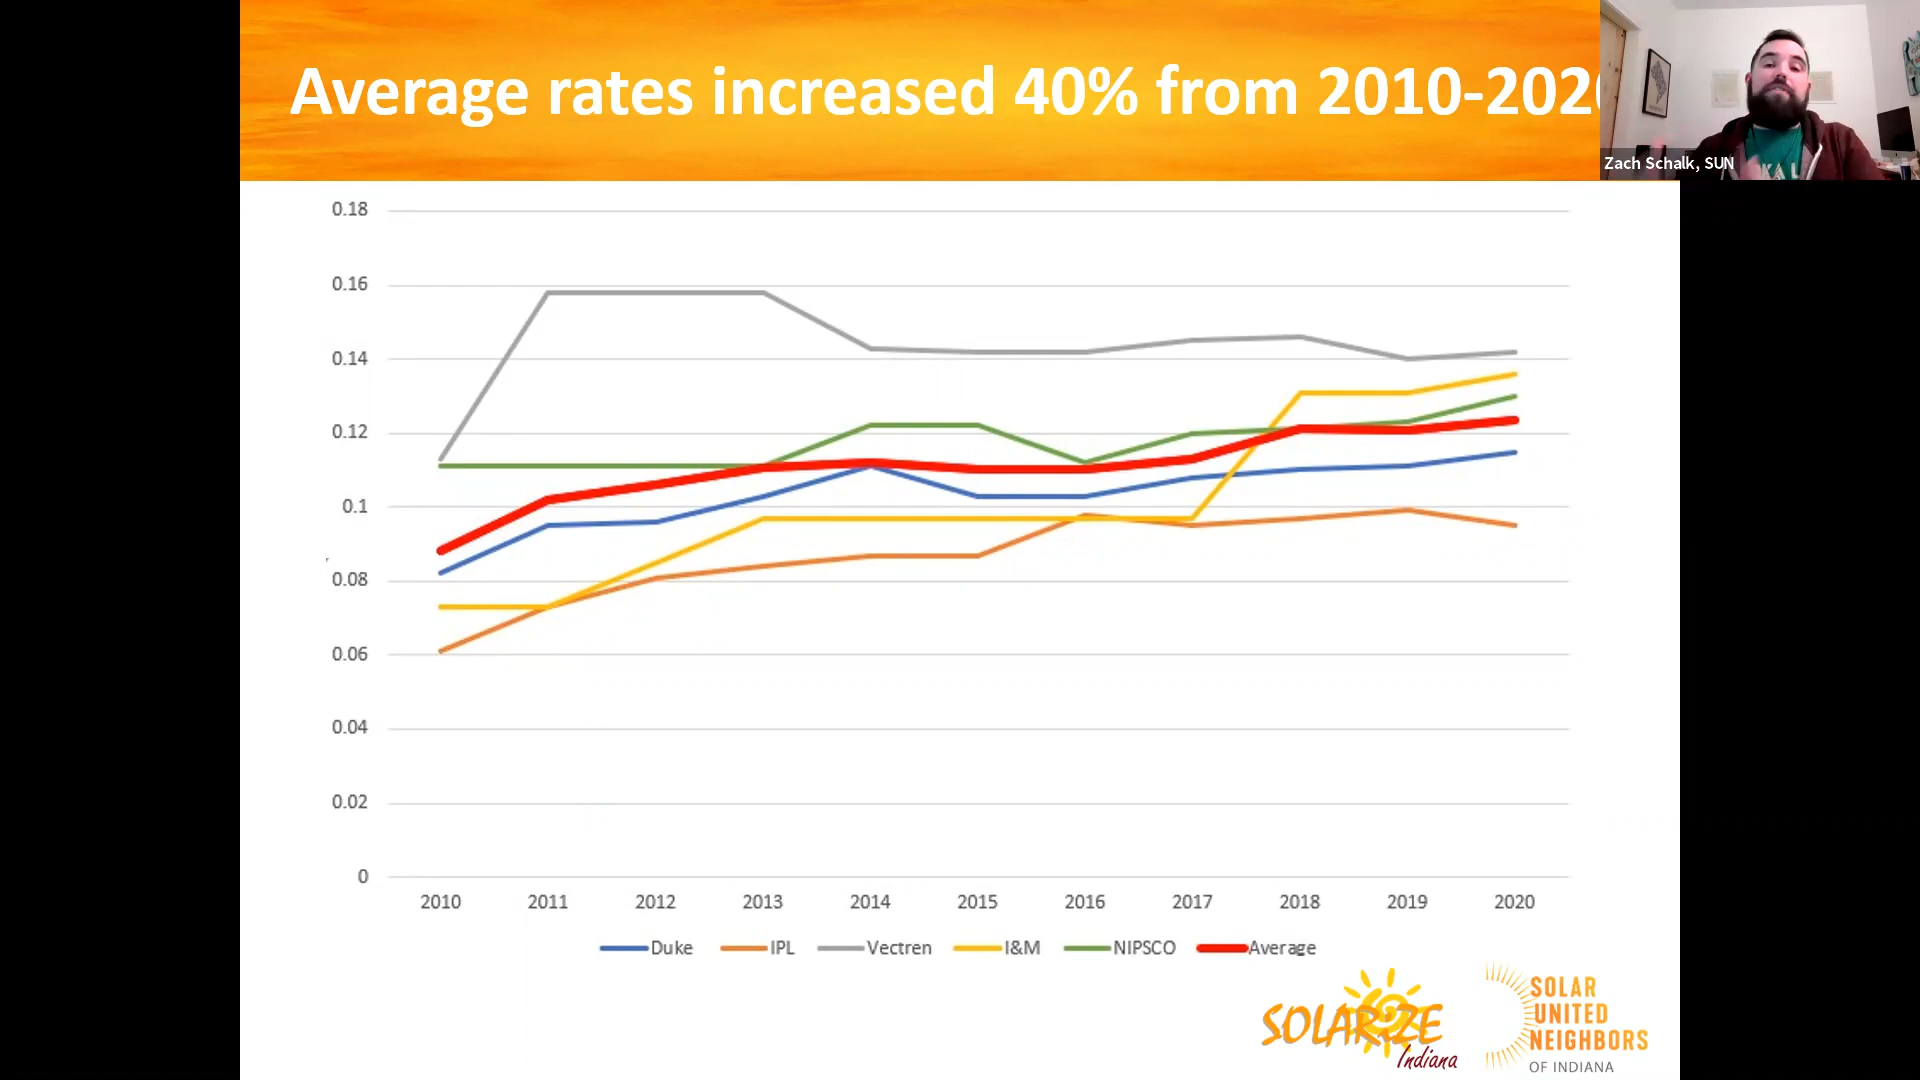 Average rates increased 40% from 2010-202
Zach Schalk, SUN
0.18
0.16
0.14
0.12
0.1
0.08
0.06
0.04
0.02
0
2010 2011 2012 2013 2014 2015 2016 2017 2018 2019 2020
Duke IPL Vectren I&M NIPSCO Average
SOLARIZE
Indiana
SOLAR
UNITED
NEIGHBORS
OF INDIANA